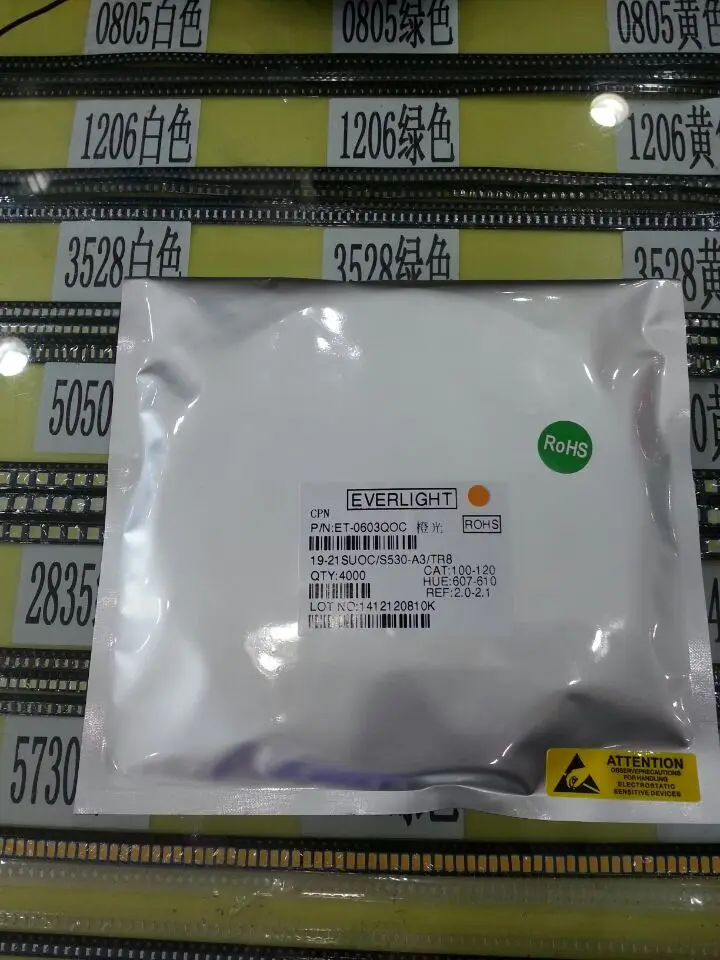 0805白色
0805绿色
0805黄色
1206白色
1206绿色
1206黄
3528白色
3528绿色
3528黄
5050
0黄
2835
5730
RoHS
EVERLIGHT
CPN
P/N:ET-0603QOC 橙光
ROHS
19-21SUOC/S530-A3/TR8
QTY:4000
CAT:100-120
HUE:607-610
REF:2.0-2.1
LOT NO:1412120810K
ATTENTION
OBSERVEPRECAUTIONS
FOR HANDLING
ELECTROSTATIC
SENSITIVE DEVICES